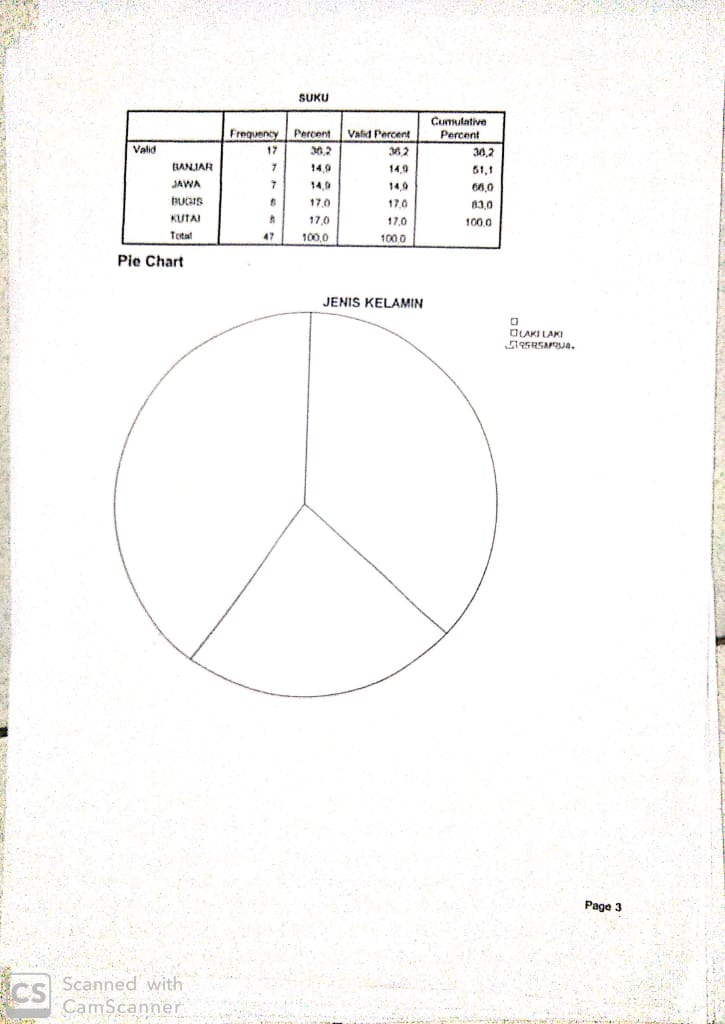 SUKU
Frequency Percent Valid Percent Cumulative Percent
Valid 17 36,2 36,2 36,2
BANJAR 7 14,9 14,9 51,1
JAWA 7 14,9 14,9 66,0
BUGIS 8 17,0 17,0 83,0
KUTAI 8 17,0 17,0 100,0
Total 47 100,0 100,0
Pie Chart
JENIS KELAMIN
LAKI LAKI
Page 3
CS Scanned with
CamScanner